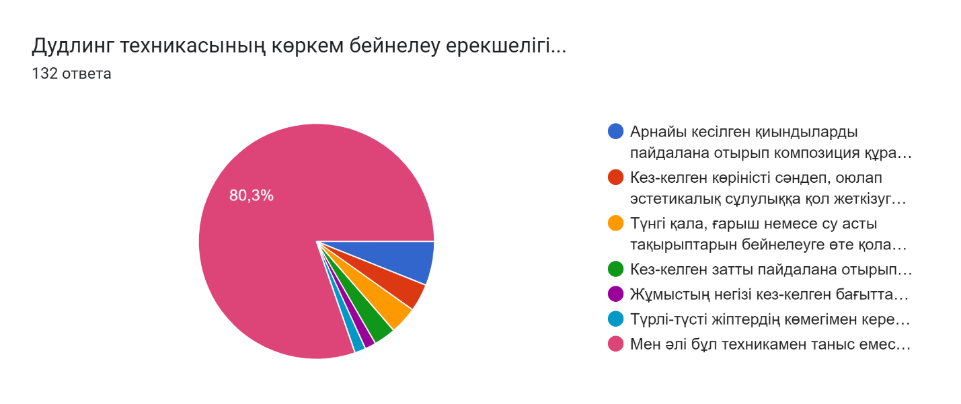 Дудлинг техникасының көркем бейнелеу ерекшелігі...
132 ответа
80,3%
Арнайы кесілген қиындыларды
пайдалана отырып композиция құра…
Кез-келген көріністі сәндеп, оюлап
эстетикалық сұлулыққа қол жеткізуг…
Түнгі қала, ғарыш немесе су асты
тақырыптарын бейнелеуге өте қола…
Кез-келген затты пайдалана отырып…
Жұмыстың негізі кез-келген бағытта…
Түрлі-түсті жіптердің көмегімен кере…
Мен әлі бұл техникамен таныс емес…